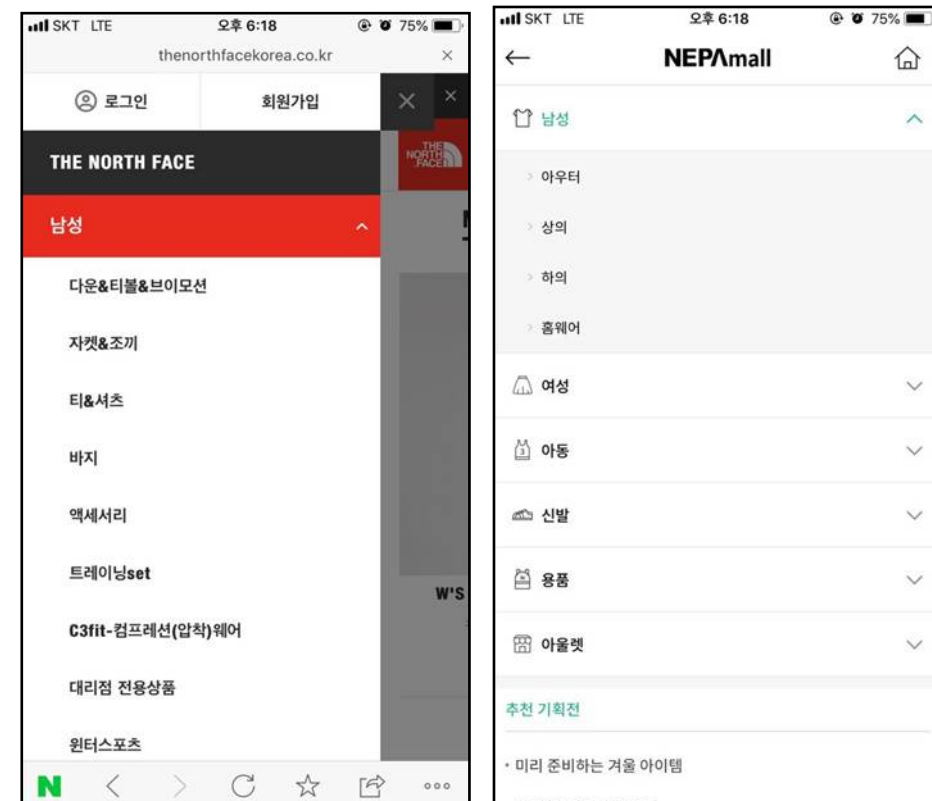 SKT LTE 오후 6:18 75%
thenorthfacekorea.co.kr
로그인 회원가입
THE NORTH FACE
THE
NORTH
FACE
남성
다운&티볼&브이모션
자켓&조끼
티&셔츠
바지
액세서리
트레이닝set
W'S
C3fit-컴프레션(압착)웨어
대리점 전용상품
윈터스포츠
N
SKT LTE 오후 6:18 75%
NEPΛmall
남성
아우터
상의
하의
홈웨어
여성
아동
신발
용품
아울렛
추천 기획전
• 미리 준비하는 겨울 아이템